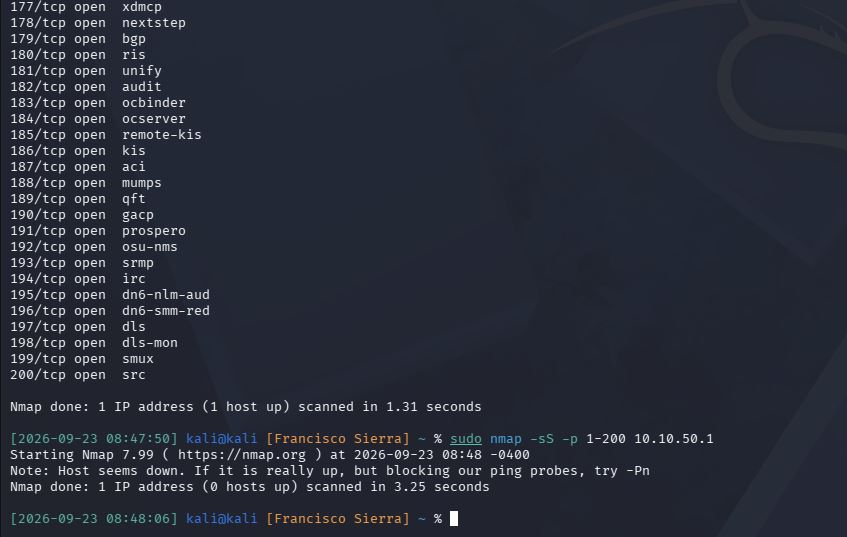 177/tcp open  xdmcp
178/tcp open  nextstep
179/tcp open  bgp
180/tcp open  ris
181/tcp open  unify
182/tcp open  audit
183/tcp open  ocbinder
184/tcp open  ocserver
185/tcp open  remote-kis
186/tcp open  kis
187/tcp open  aci
188/tcp open  mumps
189/tcp open  qft
190/tcp open  gacp
191/tcp open  prospero
192/tcp open  osu-nms
193/tcp open  srmp
194/tcp open  irc
195/tcp open  dn6-nlm-aud
196/tcp open  dn6-smm-red
197/tcp open  dls
198/tcp open  dls-mon
199/tcp open  smux
200/tcp open  src
Nmap done: 1 IP address (1 host up) scanned in 1.31 seconds
[2026-09-23 08:47:50] kali@kali [Francisco Sierra] ~ % sudo nmap -sS -p 1-200 10.10.50.1
Starting Nmap 7.99 ( https://nmap.org ) at 2026-09-23 08:48 -0400
Note: Host seems down. If it is really up, but blocking our ping probes, try -Pn
Nmap done: 1 IP address (0 hosts up) scanned in 3.25 seconds
[2026-09-23 08:48:06] kali@kali [Francisco Sierra] ~ %